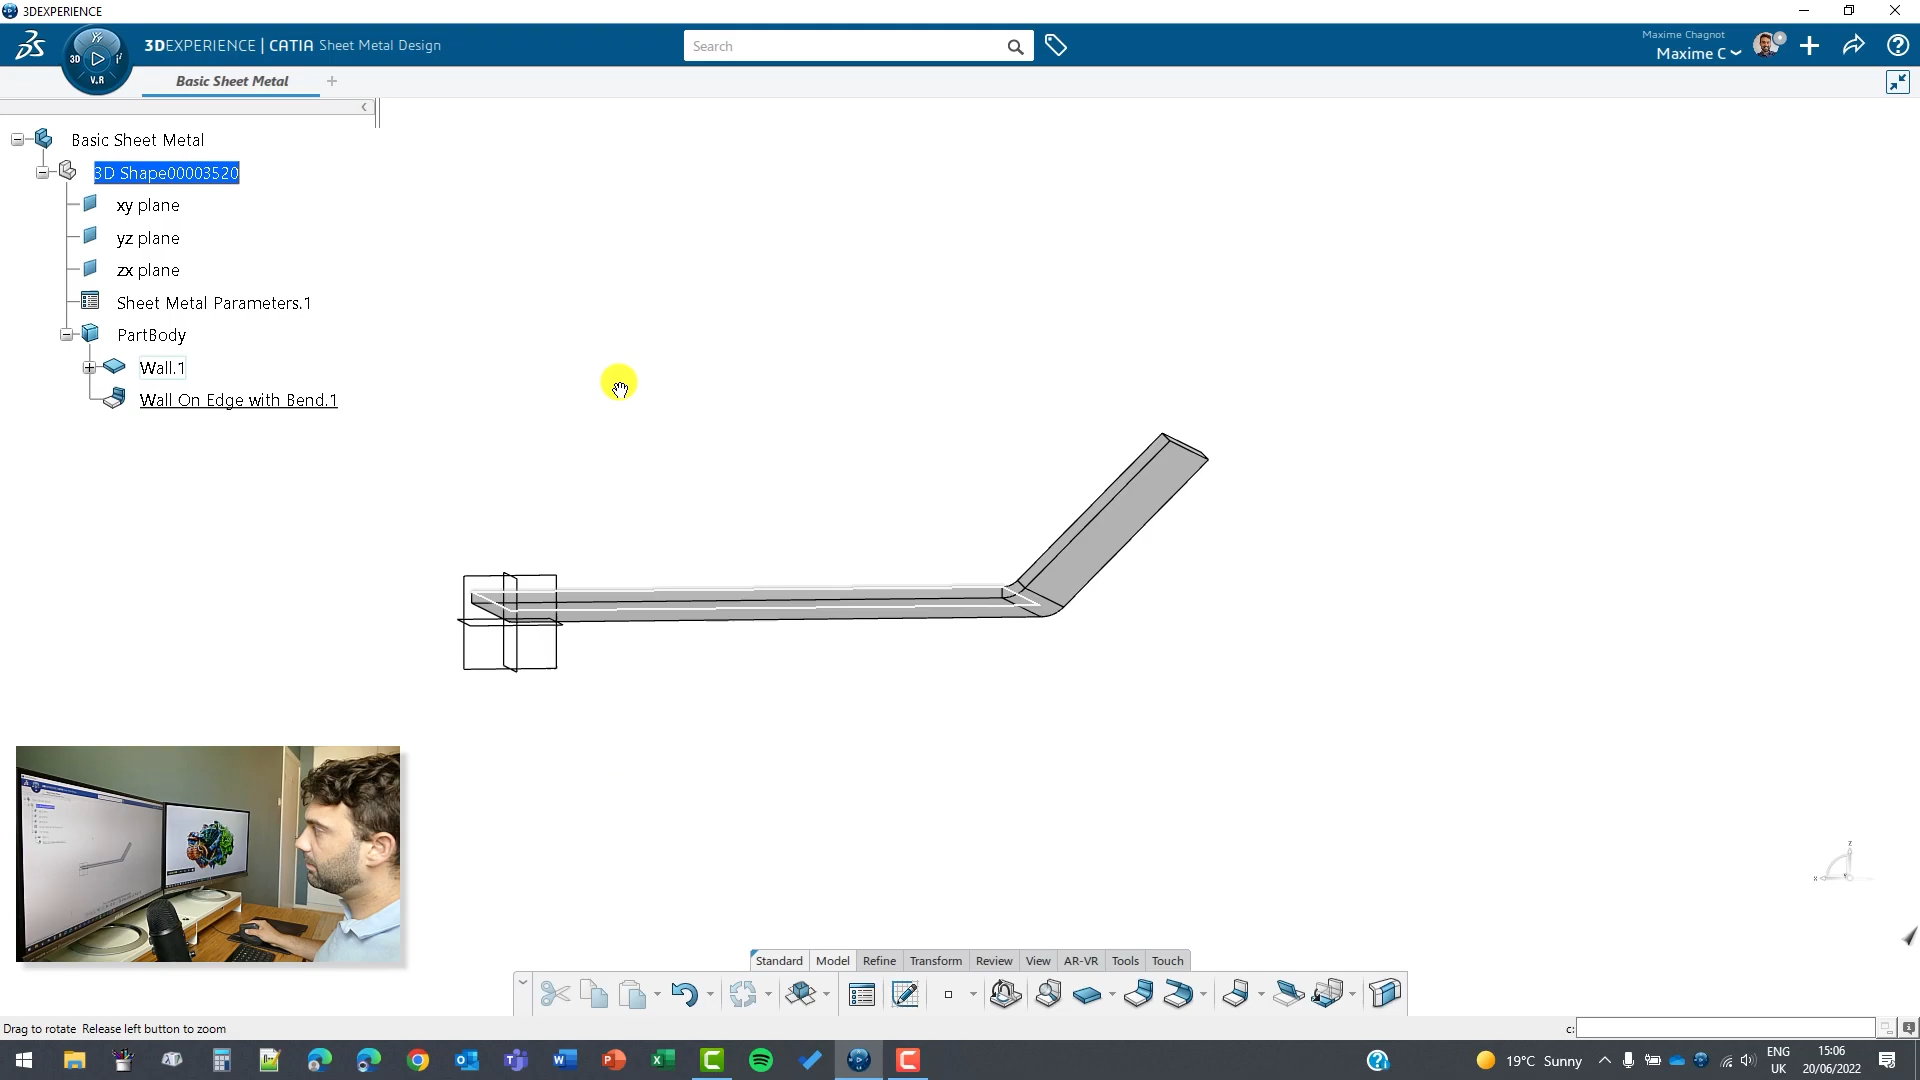 3DEXPERIENCE
3DEXPERIENCE | CATIA Sheet Metal Design
3D
V.R
Search
Maxime Chagnot
Maxime C
Basic Sheet Metal
Basic Sheet Metal
3D Shape00003520
xy plane
yz plane
zx plane
Sheet Metal Parameters.1
PartBody
Wall.1
Wall On Edge with Bend.1
z
x
Standard
Model
Refine
Transform
Review
View
AR-VR
Tools
Touch
Drag to rotate Release left button to zoom
c:
19°C Sunny
ENG
UK
15:06
20/06/2022